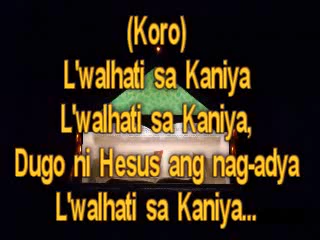 (Koro)
L'walhati sa Kaniya
L'walhati sa Kaniya,
Dugo ni Hesus ang nag-adya
L'walhati sa Kaniya...